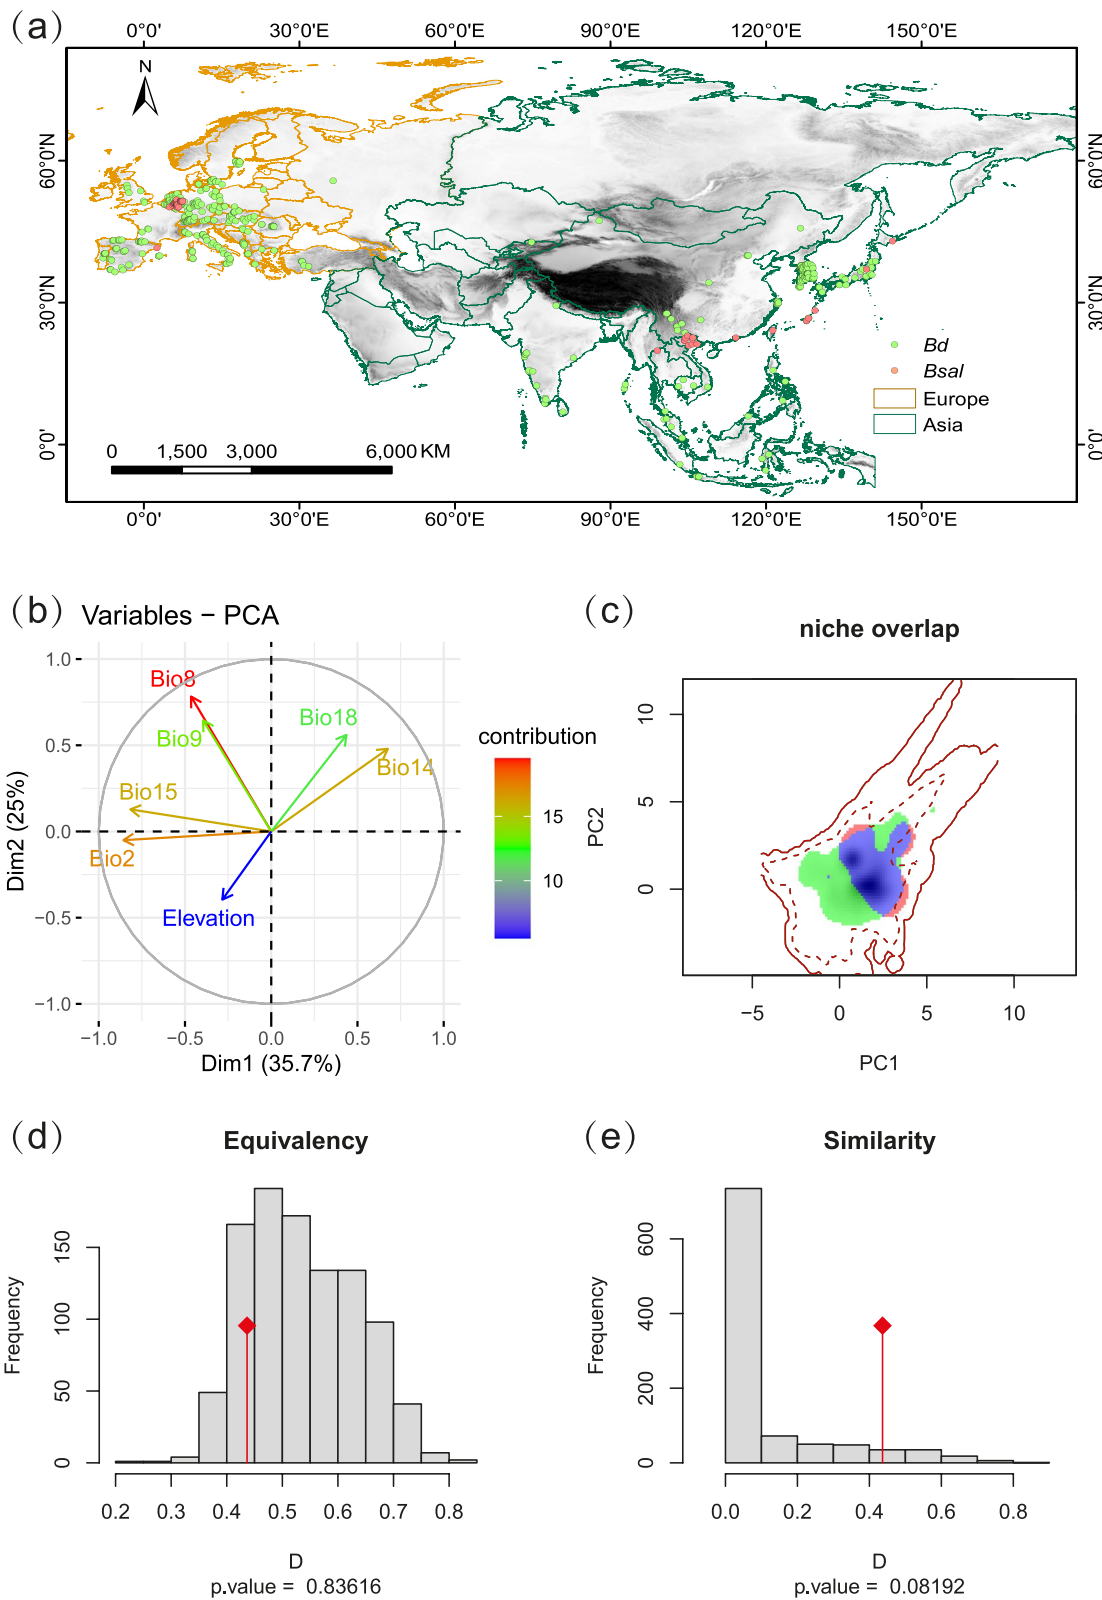 (a)
0°0' 30°0'E 60°0'E 90°0'E 120°0'E 150°0'E
N
60°0'N 60°0'N
30°0'N 30°0'N
0°0' 0°0'
Bd
Bsal
Europe
Asia
0 1,500 3,000 6,000 KM
0°0' 30°0'E 60°0'E 90°0'E 120°0'E 150°0'E
(b) Variables − PCA
1.0
0.5
0.0
−0.5
−1.0
Dim2 (25%)
Bio8
Bio9
Bio18
Bio14
Bio15
Bio2
Elevation
−1.0 −0.5 0.0 0.5 1.0
Dim1 (35.7%)
contribution
15
10
(c) niche overlap
10
5
0
PC2
−5 0 5 10
PC1
(d) Equivalency
150
100
50
0
Frequency
0.2 0.3 0.4 0.5 0.6 0.7 0.8
D
p.value = 0.83616
(e) Similarity
600
400
200
0
Frequency
0.0 0.2 0.4 0.6 0.8
D
p.value = 0.08192